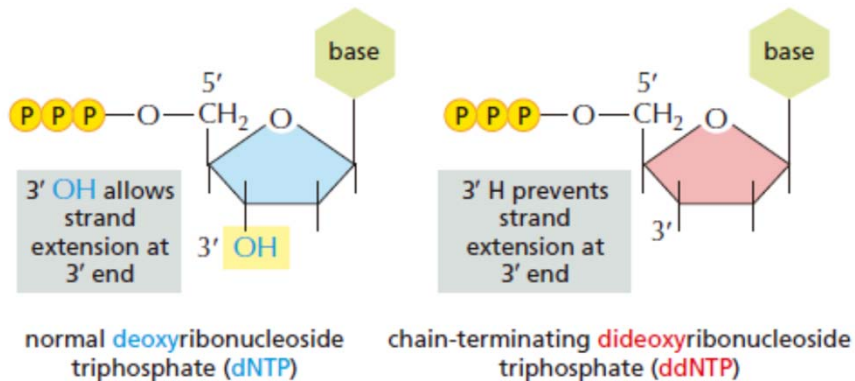 base
5′
P P P—O—CH₂ O
3′ OH allows
strand
extension at
3′ end
3′ OH
normal deoxyribonucleoside
triphosphate (dNTP)
base
5′
P P P—O—CH₂ O
3′ H prevents
strand
extension at
3′ end
3′
chain-terminating dideoxyribonucleoside
triphosphate (ddNTP)